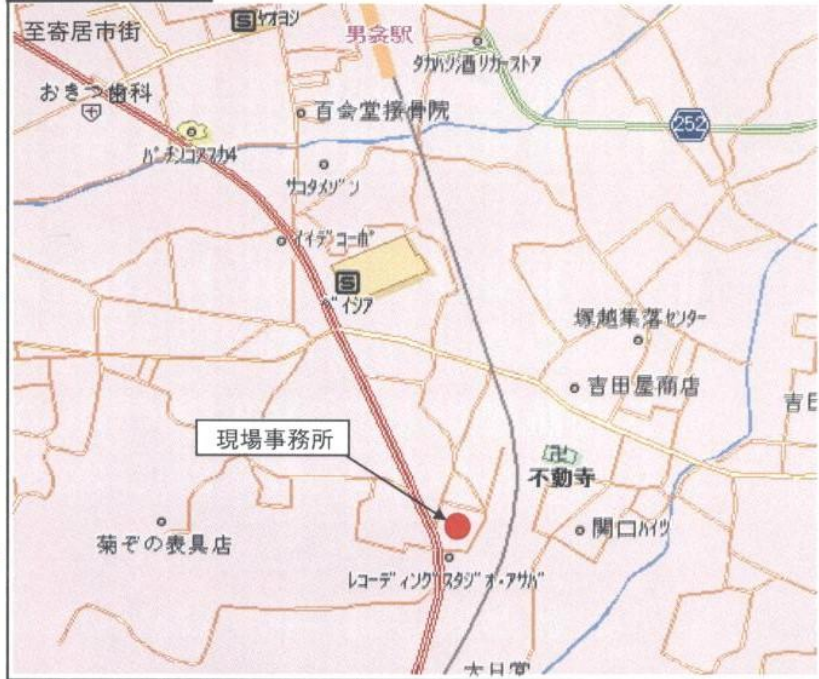 至寄居市街
S ヤオヨシ
男衾駅
タカハシ酒リカーストア
おきつ歯科
百会堂接骨院
252
パチンコアフカ4
サコタメゾン
イイデコーポ
S
ベイシア
塚越集落センター
吉田屋商店
現場事務所
卍
不動寺
菊ぞの表具店
関口ハイツ
レコーディングスタジオ・アサバ